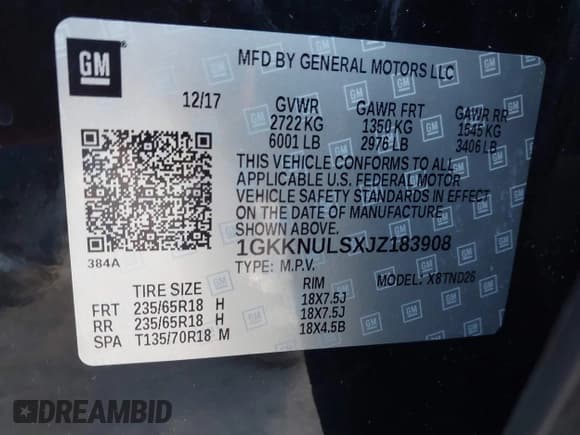 GM
MFD BY GENERAL MOTORS LLC
12/17 GVWR GAWR FRT GAWR RR
2722 KG 1350 KG 1545 KG
6001 LB 2976 LB 3406 LB
THIS VEHICLE CONFORMS TO ALL
APPLICABLE U.S. FEDERAL MOTOR
VEHICLE SAFETY STANDARDS IN EFFECT
ON THE DATE OF MANUFACTURE
SHOWN ABOVE.
1GKKNULSXJZ183908
384A
TYPE: M.P.V. MODEL: X8TND26
TIRE SIZE RIM
FRT 235/65R18 H 18X7.5J
RR 235/65R18 H 18X7.5J
SPA T135/70R18 M 18X4.5B
DREAMBID